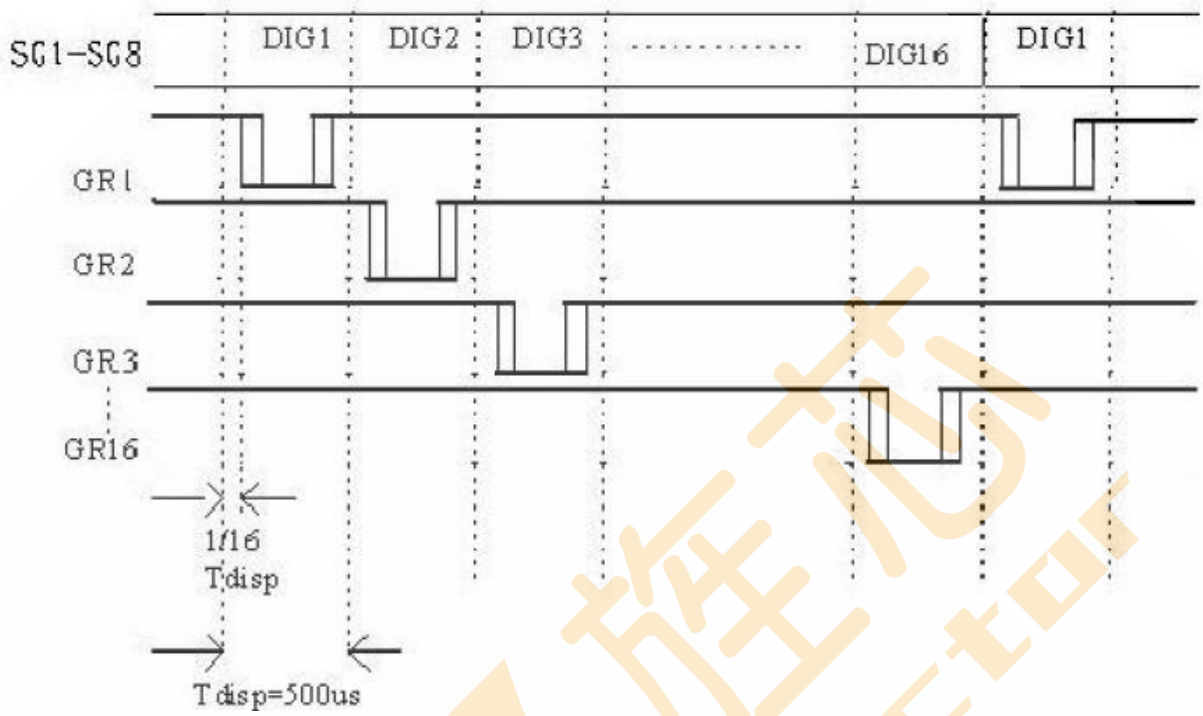 SG1-SG8 DIG1 DIG2 DIG3 ................... DIG16 DIG1
GR1
GR2
GR3
GR16
1/16
Tdisp
Tdisp=500us
旌芯